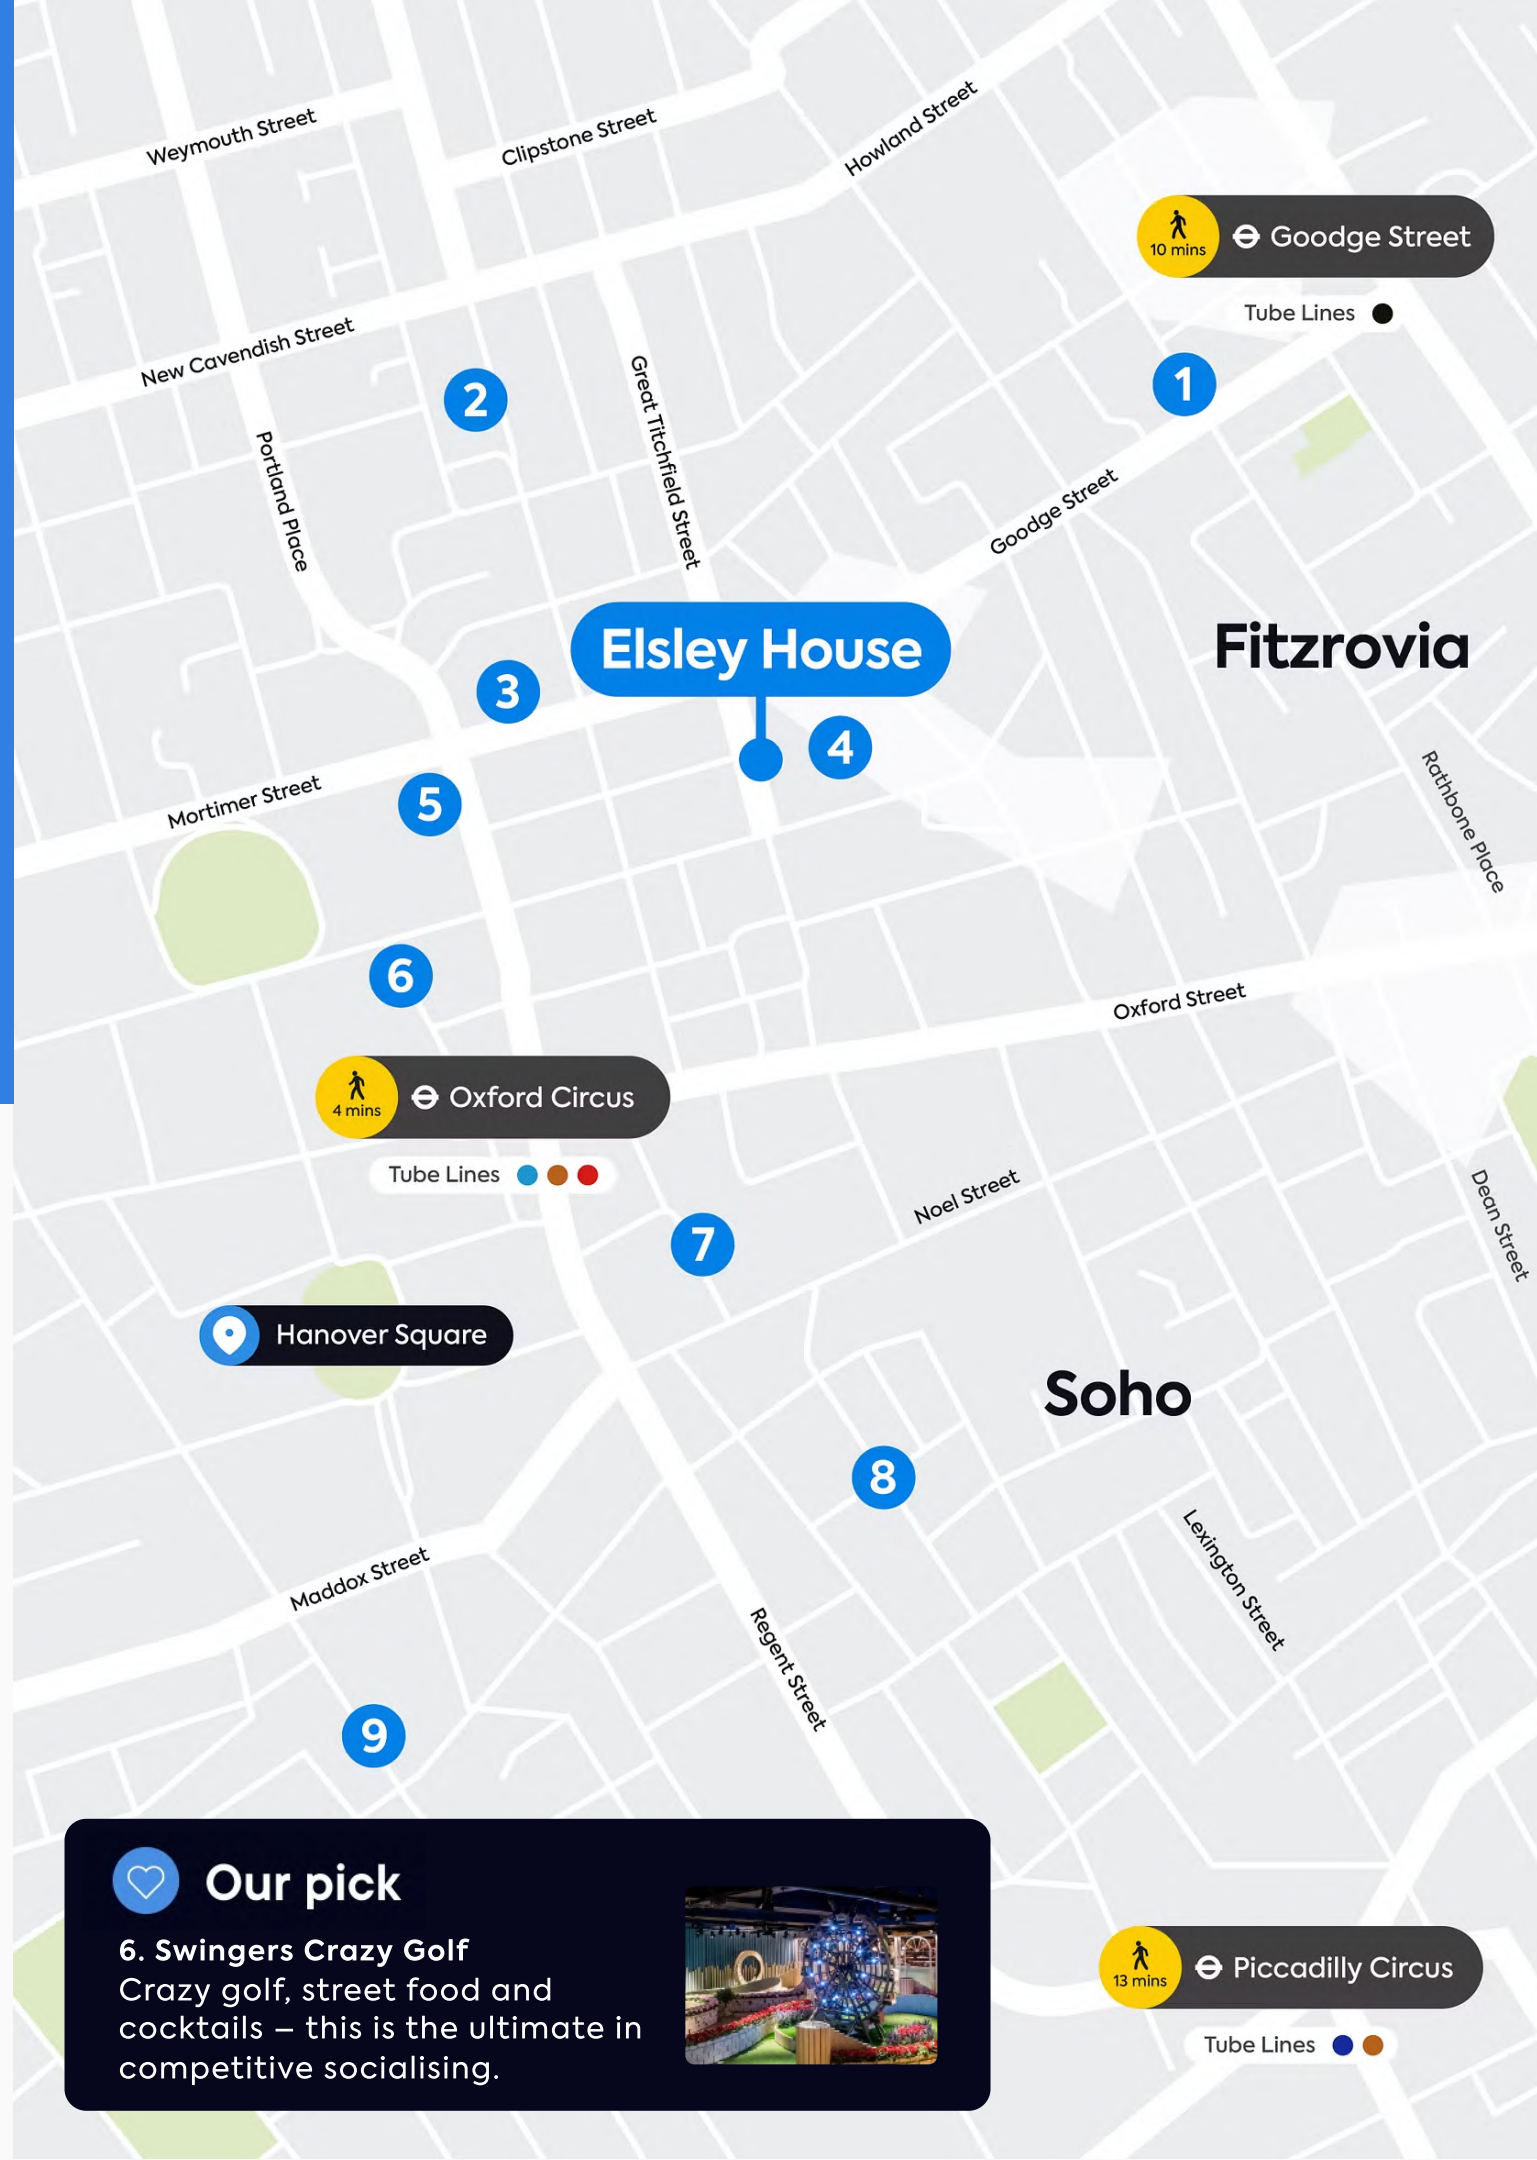 Weymouth Street
Clipstone Street
Howland Street
10 mins
Goodge Street
Tube Lines
New Cavendish Street
2
1
Great Titchfield Street
Portland Place
Goodge Street
Elsley House
Fitzrovia
3
4
Mortimer Street
5
Rathbone Place
6
Oxford Street
4 mins
Oxford Circus
Tube Lines
Noel Street
Dean Street
7
Hanover Square
Soho
8
Lexington Street
Maddox Street
Regent Street
9
Our pick
6. Swingers Crazy Golf
Crazy golf, street food and
cocktails – this is the ultimate in
competitive socialising.
13 mins
Piccadilly Circus
Tube Lines